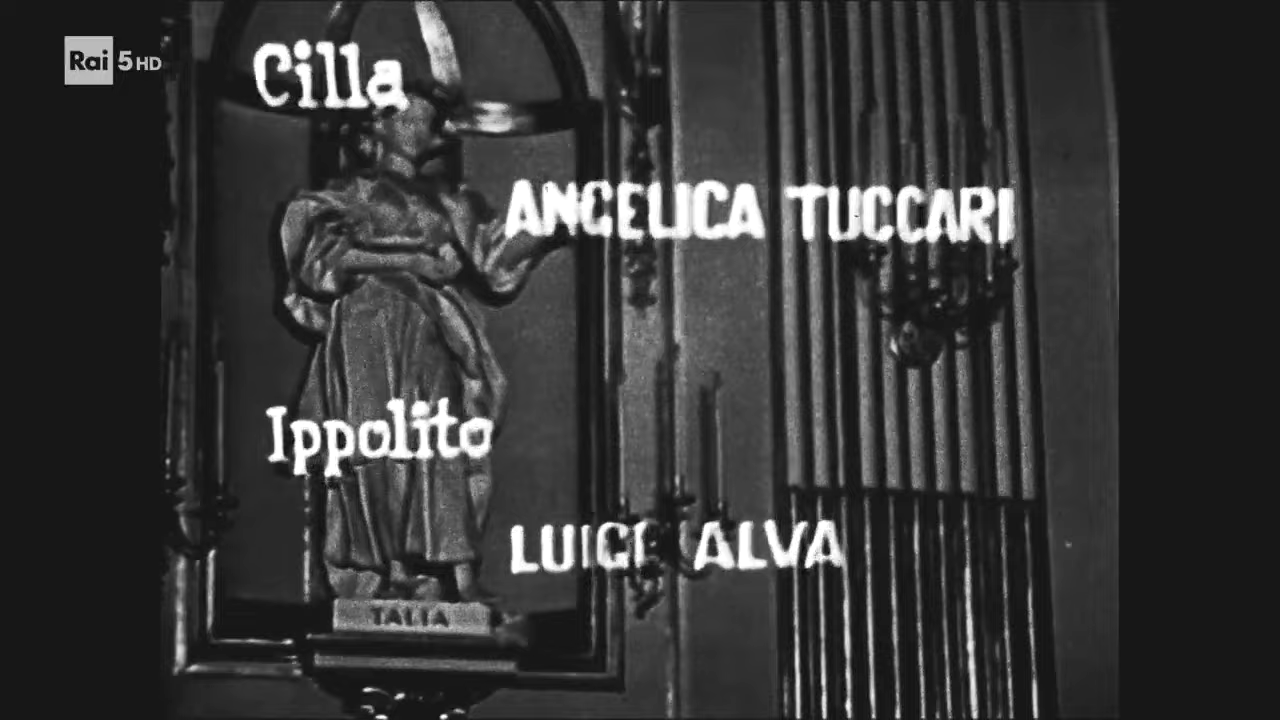 Rai 5 HD
Cilla
ANGELICA TUCCARI
Ippolito
LUIGI ALVA
TALIA